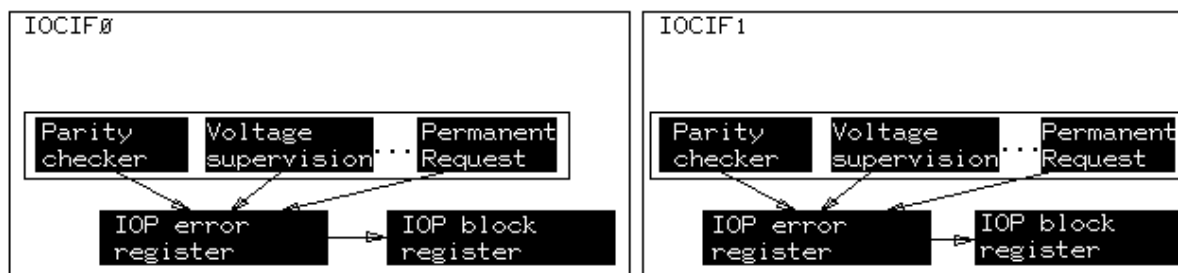 IOCIF0
Parity
checker
Voltage
supervision
...
Permanent
Request
IOP error
register
IOP block
register
IOCIF1
Parity
checker
Voltage
supervision
...
Permanent
Request
IOP error
register
IOP block
register